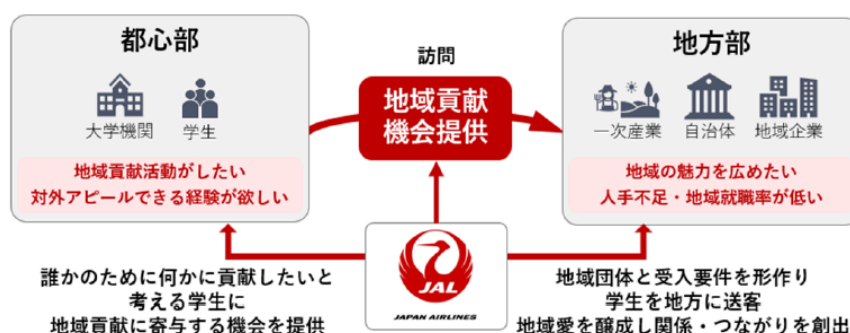 都心部
大学機関
学生
地域貢献活動がしたい
対外アピールできる経験が欲しい
訪問
地域貢献
機会提供
地方部
一次産業
自治体
地域企業
地域の魅力を広めたい
人手不足・地域就職率が低い
誰かのために何かに貢献したいと
考える学生に
地域貢献に寄与する機会を提供
JAL
JAPAN AIRLINES
地域団体と受入要件を形作り
学生を地方に送客
地域愛を醸成し関係・つながりを創出